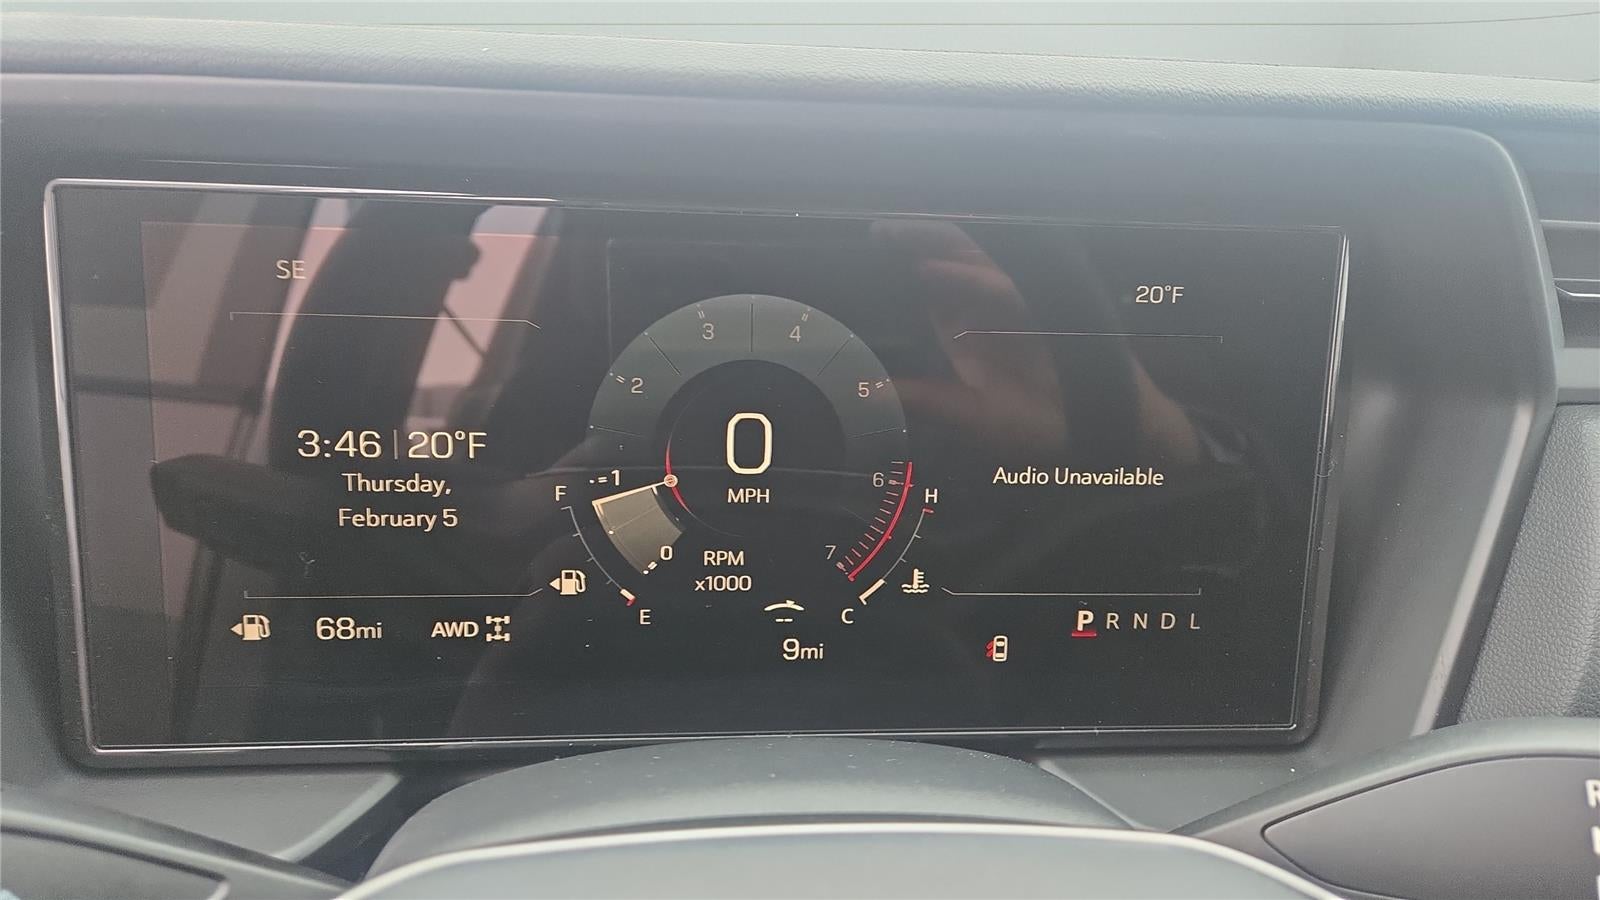 SE
20°F
3
4
2
5
3:46 | 20°F
Thursday,
February 5
0
MPH
Audio Unavailable
1
6
F
H
0
7
RPM
x1000
E
C
68mi
AWD
9mi
P R N D L
R